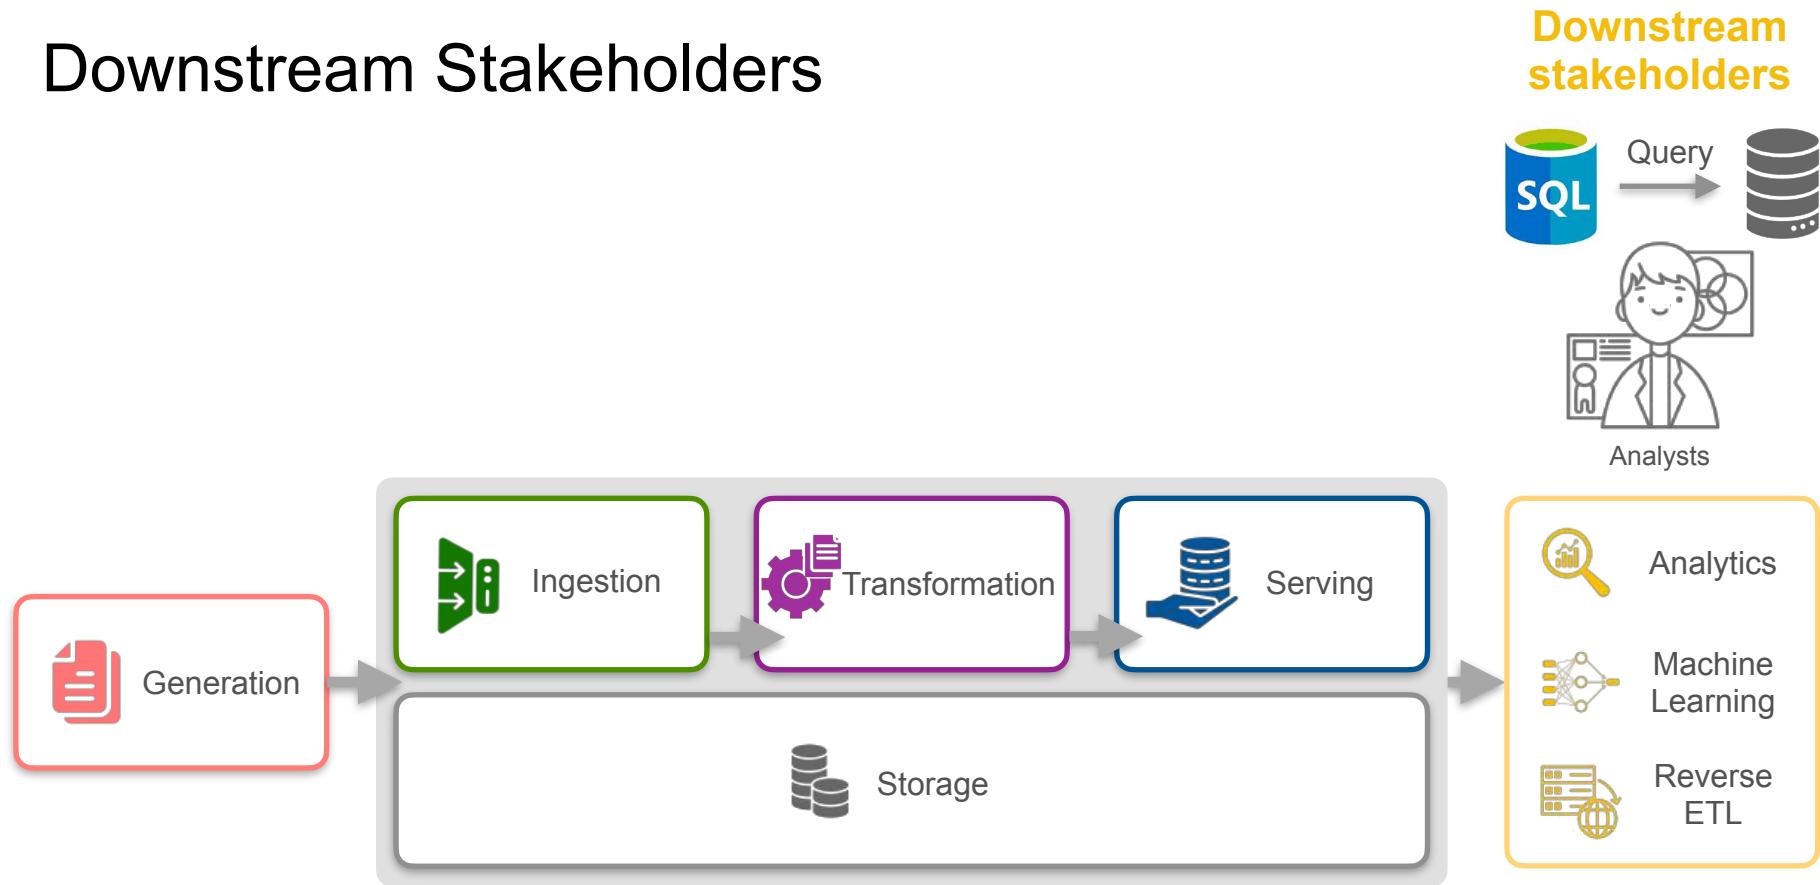 Downstream Stakeholders
Downstream
stakeholders
SQL
Query
Analysts
Generation
Ingestion
Transformation
Serving
Storage
Analytics
Machine
Learning
Reverse
ETL